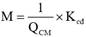 M = 1/Q_CM × K_cd